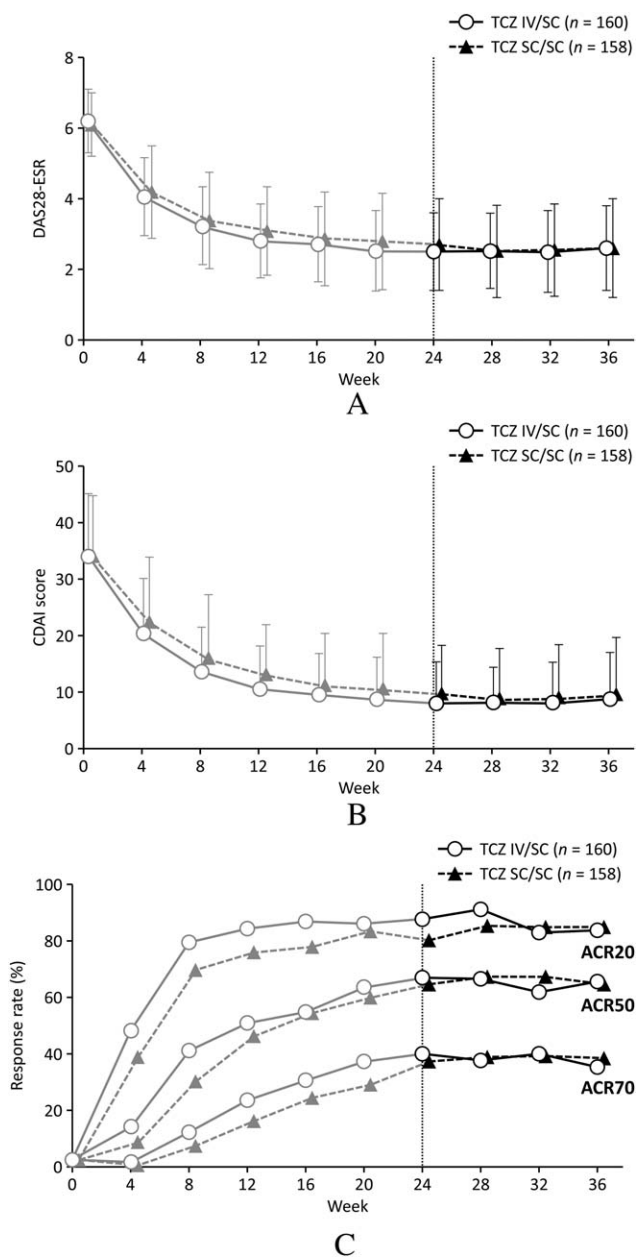 TCZ IV/SC (n = 160)
TCZ SC/SC (n = 158)
8
6
4
2
0
DAS28-ESR
0 4 8 12 16 20 24 28 32 36
Week
A
TCZ IV/SC (n = 160)
TCZ SC/SC (n = 158)
50
40
30
20
10
0
CDAI score
0 4 8 12 16 20 24 28 32 36
Week
B
TCZ IV/SC (n = 160)
TCZ SC/SC (n = 158)
100
80
60
40
20
0
Response rate (%)
ACR20
ACR50
ACR70
0 4 8 12 16 20 24 28 32 36
Week
C